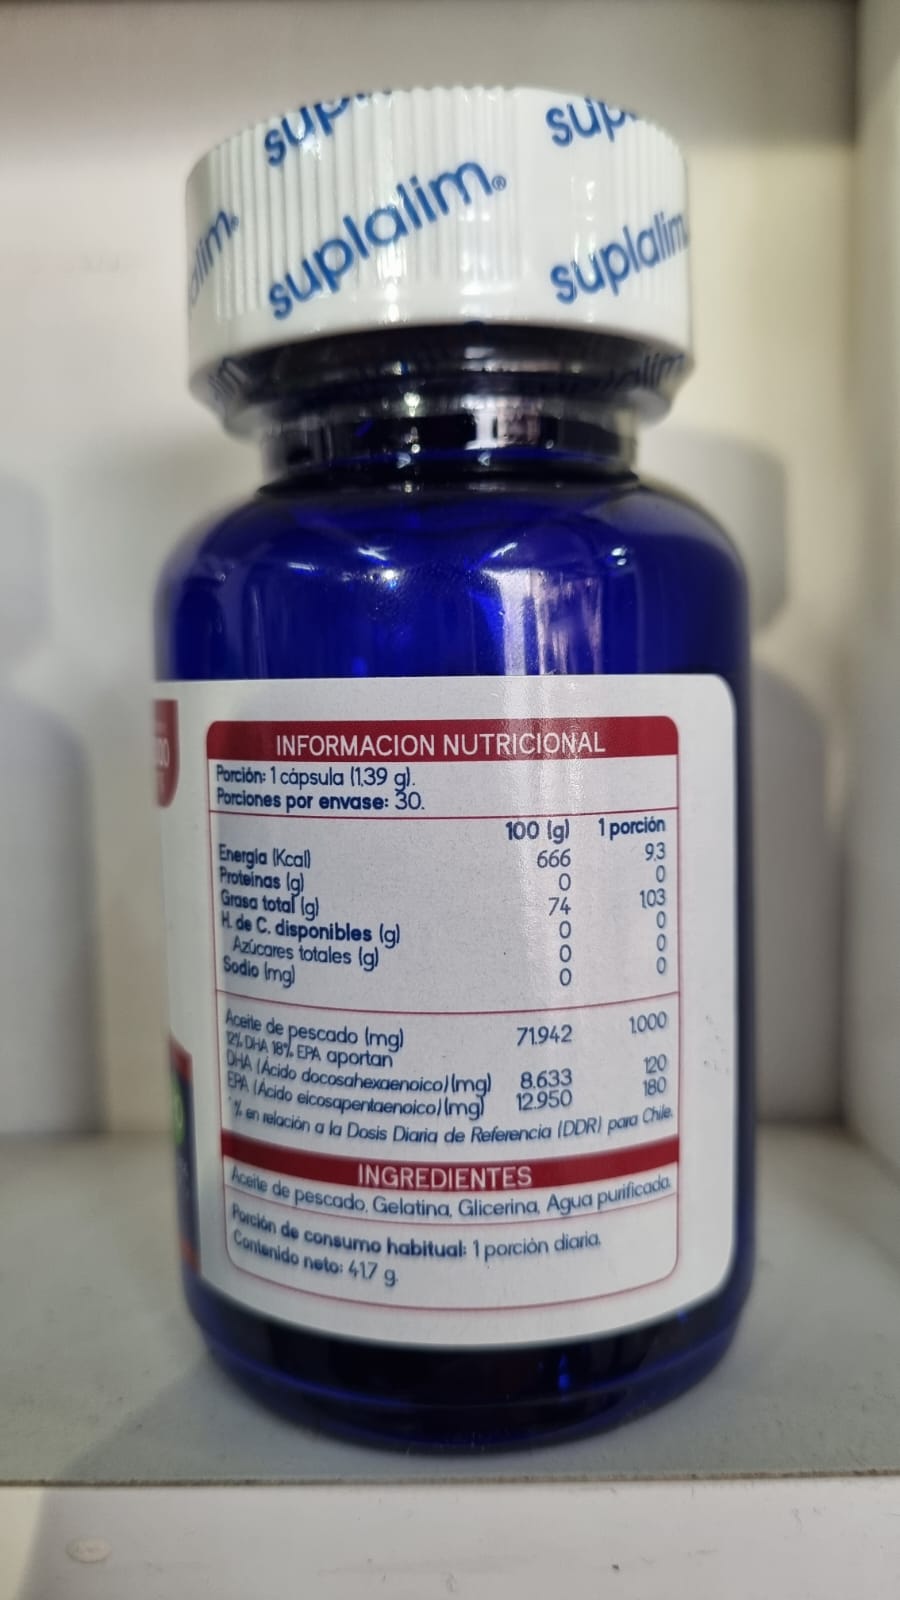 suplalim®
suplalim
INFORMACION NUTRICIONAL
Porción: 1 cápsula (1,39 g).
Porciones por envase: 30.
100 (g) 1 porción
Energía (Kcal) 666 9,3
Proteínas (g) 0 0
Grasa total (g) 74 1,03
H. de C. disponibles (g) 0 0
Azúcares totales (g) 0 0
Sodio (mg) 0 0
Aceite de pescado (mg) 71.942 1.000
12% DHA 18% EPA aportan
DHA (Ácido docosahexaenoico) (mg) 8.633 120
EPA (Ácido eicosapentaenoico) (mg) 12.950 180
*% en relación a la Dosis Diaria de Referencia (DDR) para Chile.
INGREDIENTES
Aceite de pescado, Gelatina, Glicerina, Agua purificada.
Porción de consumo habitual: 1 porción diaria.
Contenido neto: 41,7 g.